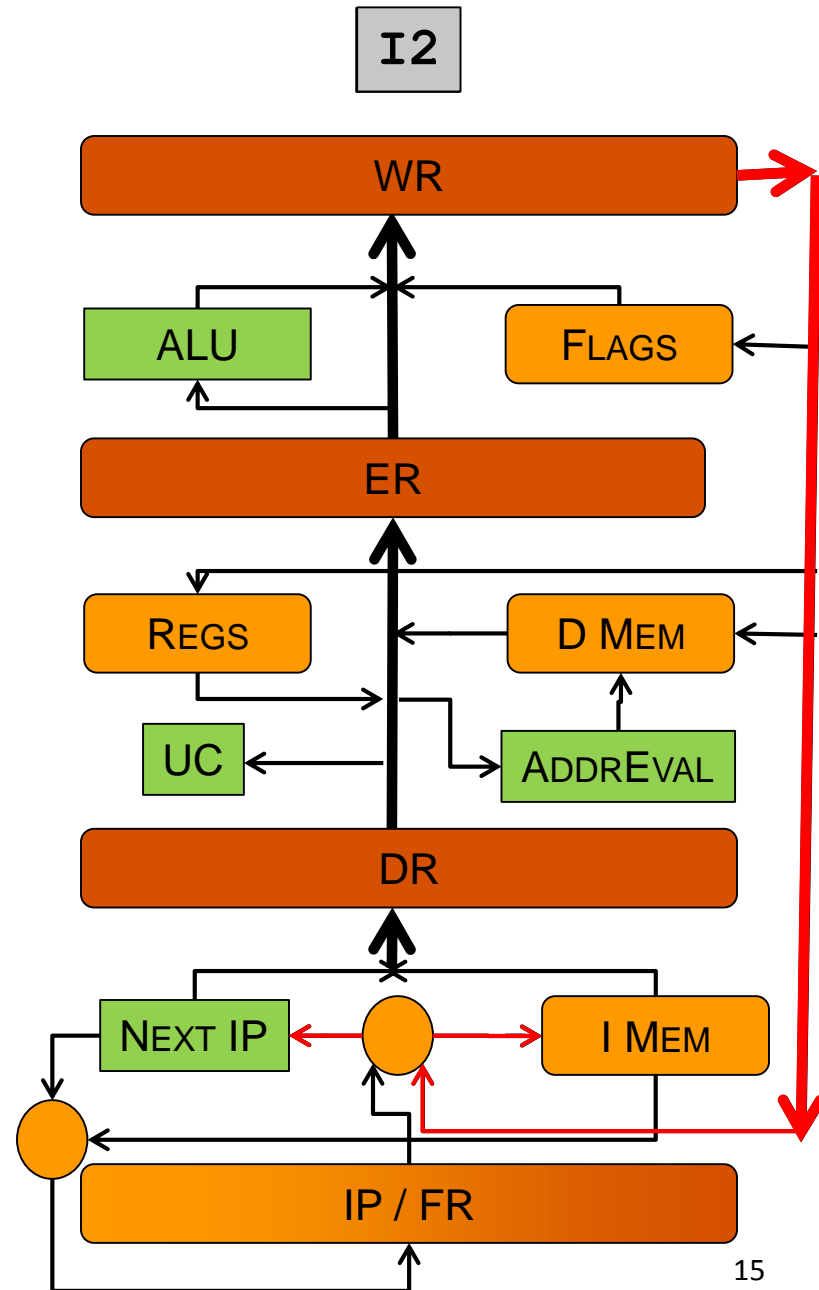 I2
WR
ALU
FLAGS
ER
REGS
D MEM
UC
ADDREVAL
DR
NEXT IP
I MEM
IP / FR
15